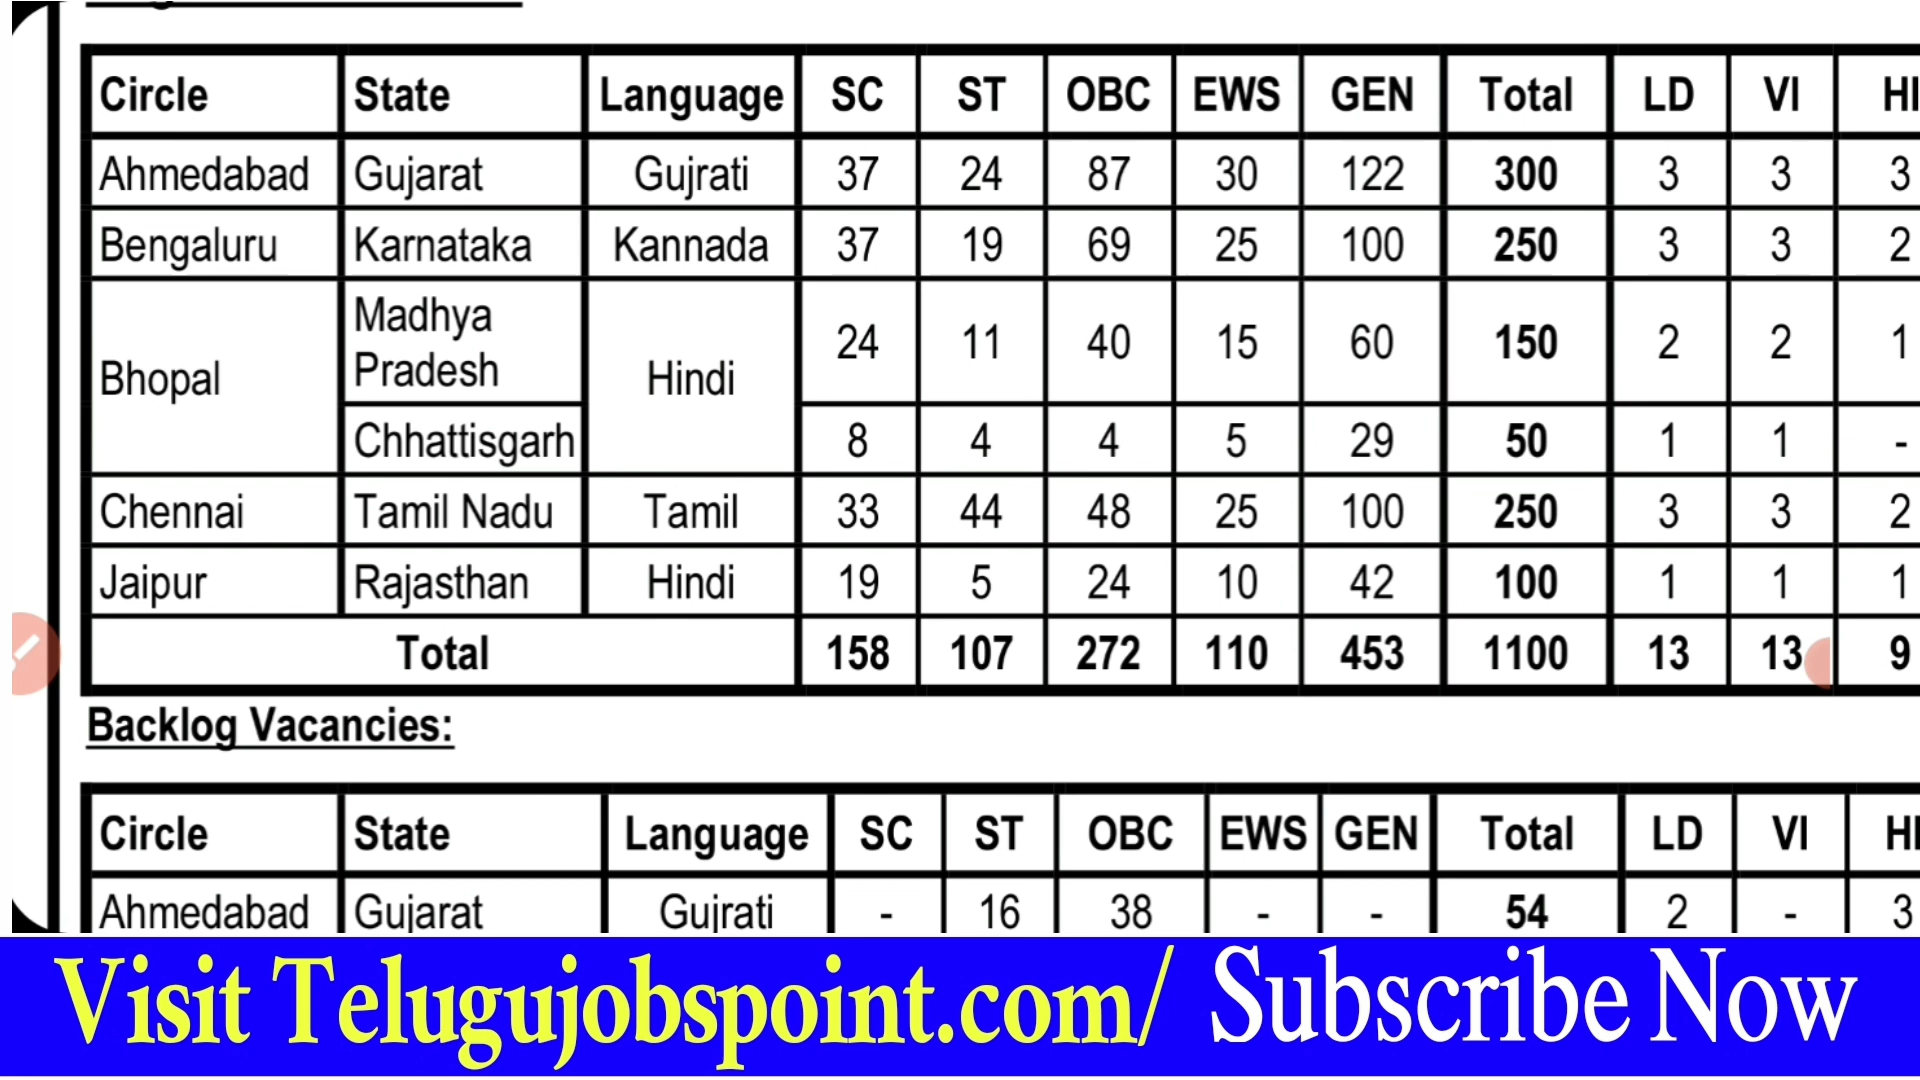 Circle State Language SC ST OBC EWS GEN Total LD VI HI
Ahmedabad Gujarat Gujrati 37 24 87 30 122 300 3 3 3
Bengaluru Karnataka Kannada 37 19 69 25 100 250 3 3 2
Bhopal Madhya Pradesh Hindi 24 11 40 15 60 150 2 2 1
Chhattisgarh 8 4 4 5 29 50 1 1 -
Chennai Tamil Nadu Tamil 33 44 48 25 100 250 3 3 2
Jaipur Rajasthan Hindi 19 5 24 10 42 100 1 1 1
Total 158 107 272 110 453 1100 13 13 9
Backlog Vacancies:
Circle State Language SC ST OBC EWS GEN Total LD VI HI
Ahmedabad Gujarat Gujrati - 16 38 - - 54 2 - 3
Visit Telugujobspoint.com/ Subscribe Now